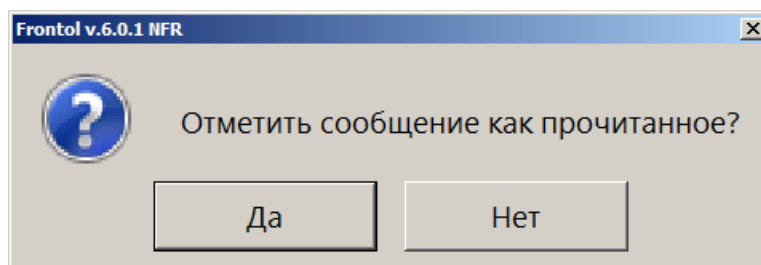 Frontol v.6.0.1 NFR
Отметить сообщение как прочитанное?
Да
Нет